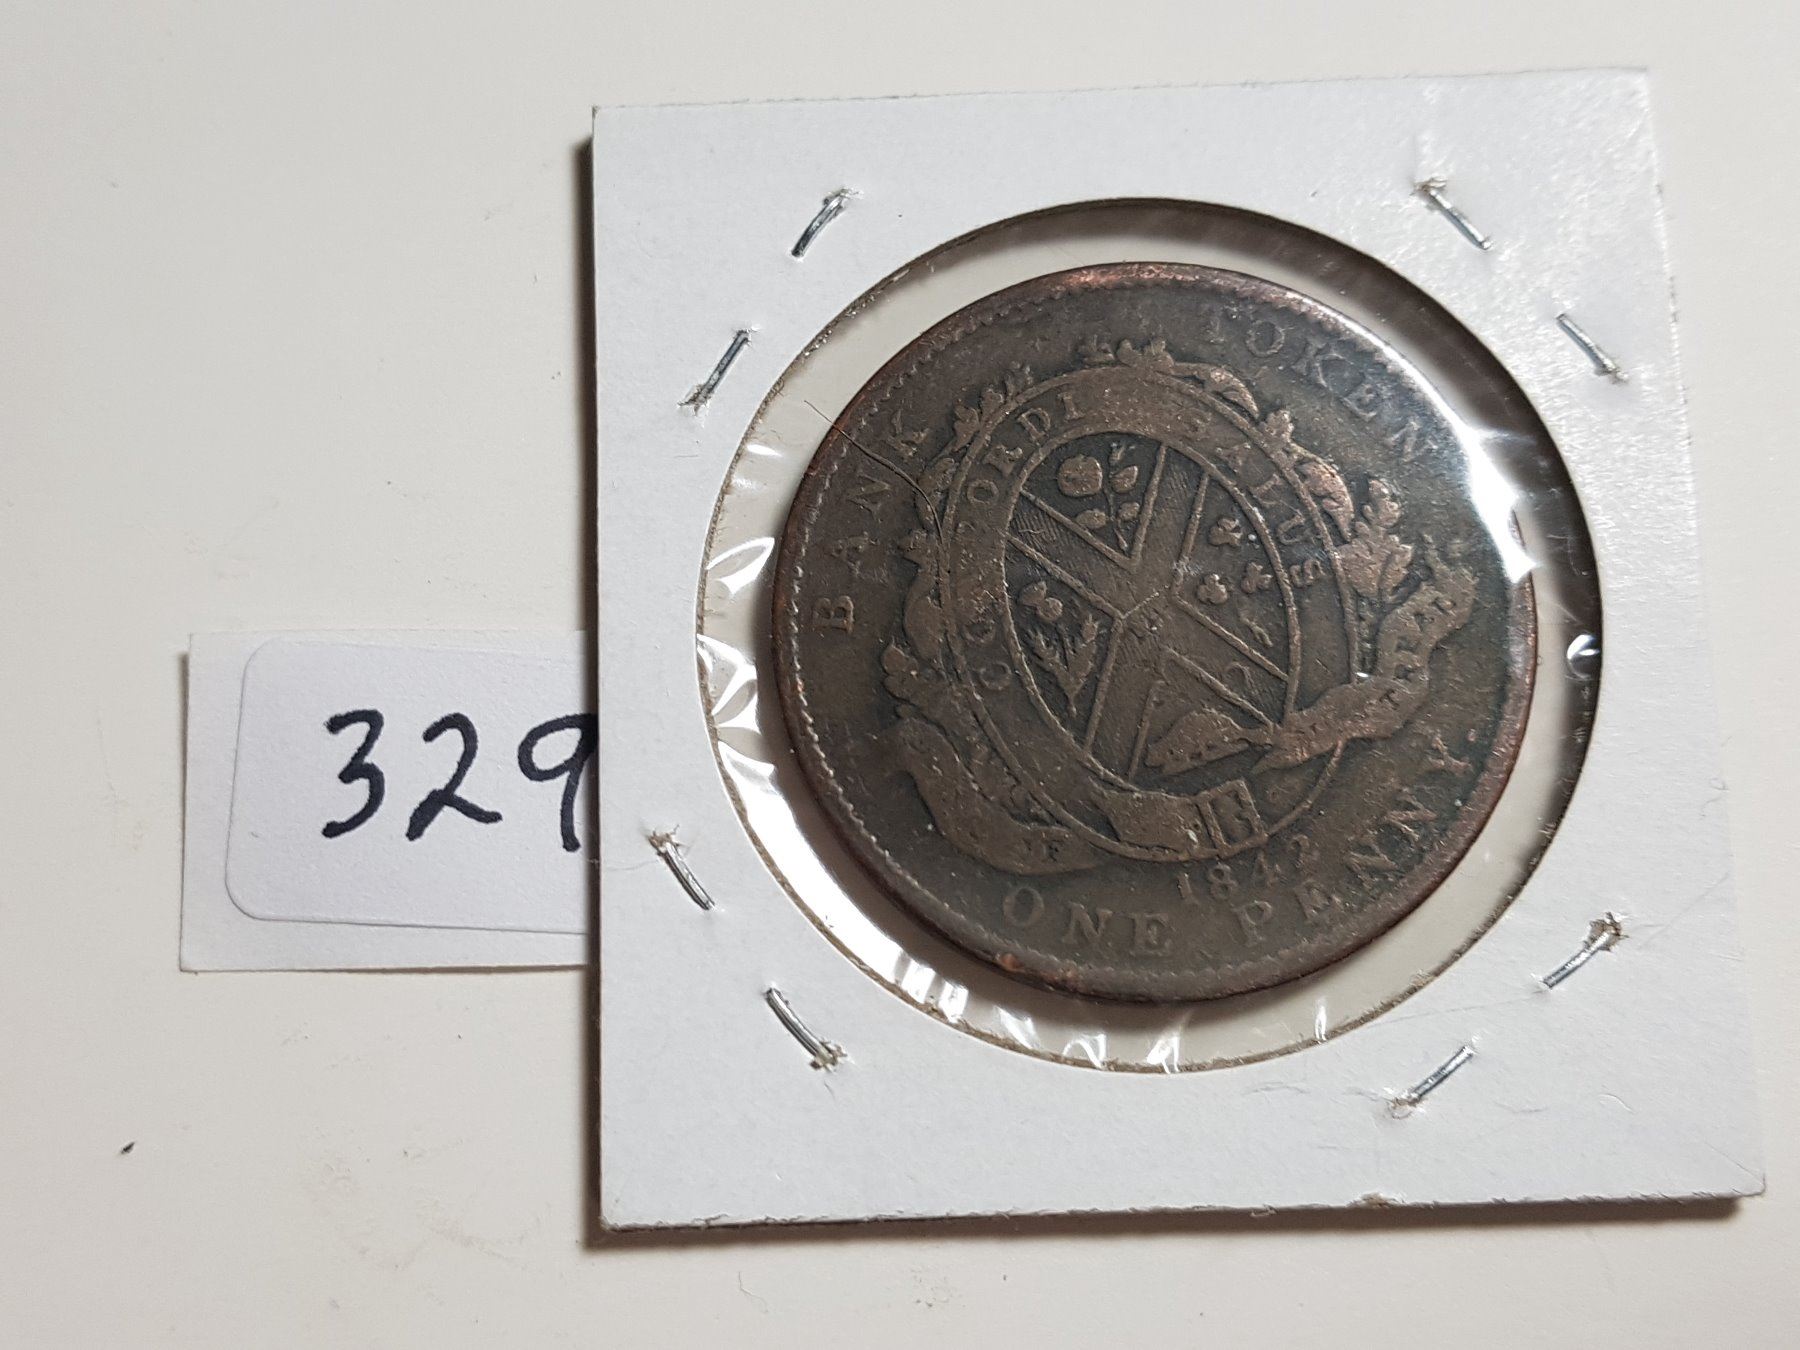 329
BANK TOKEN
CONCORDIA SALUS
1842
ONE PENNY.